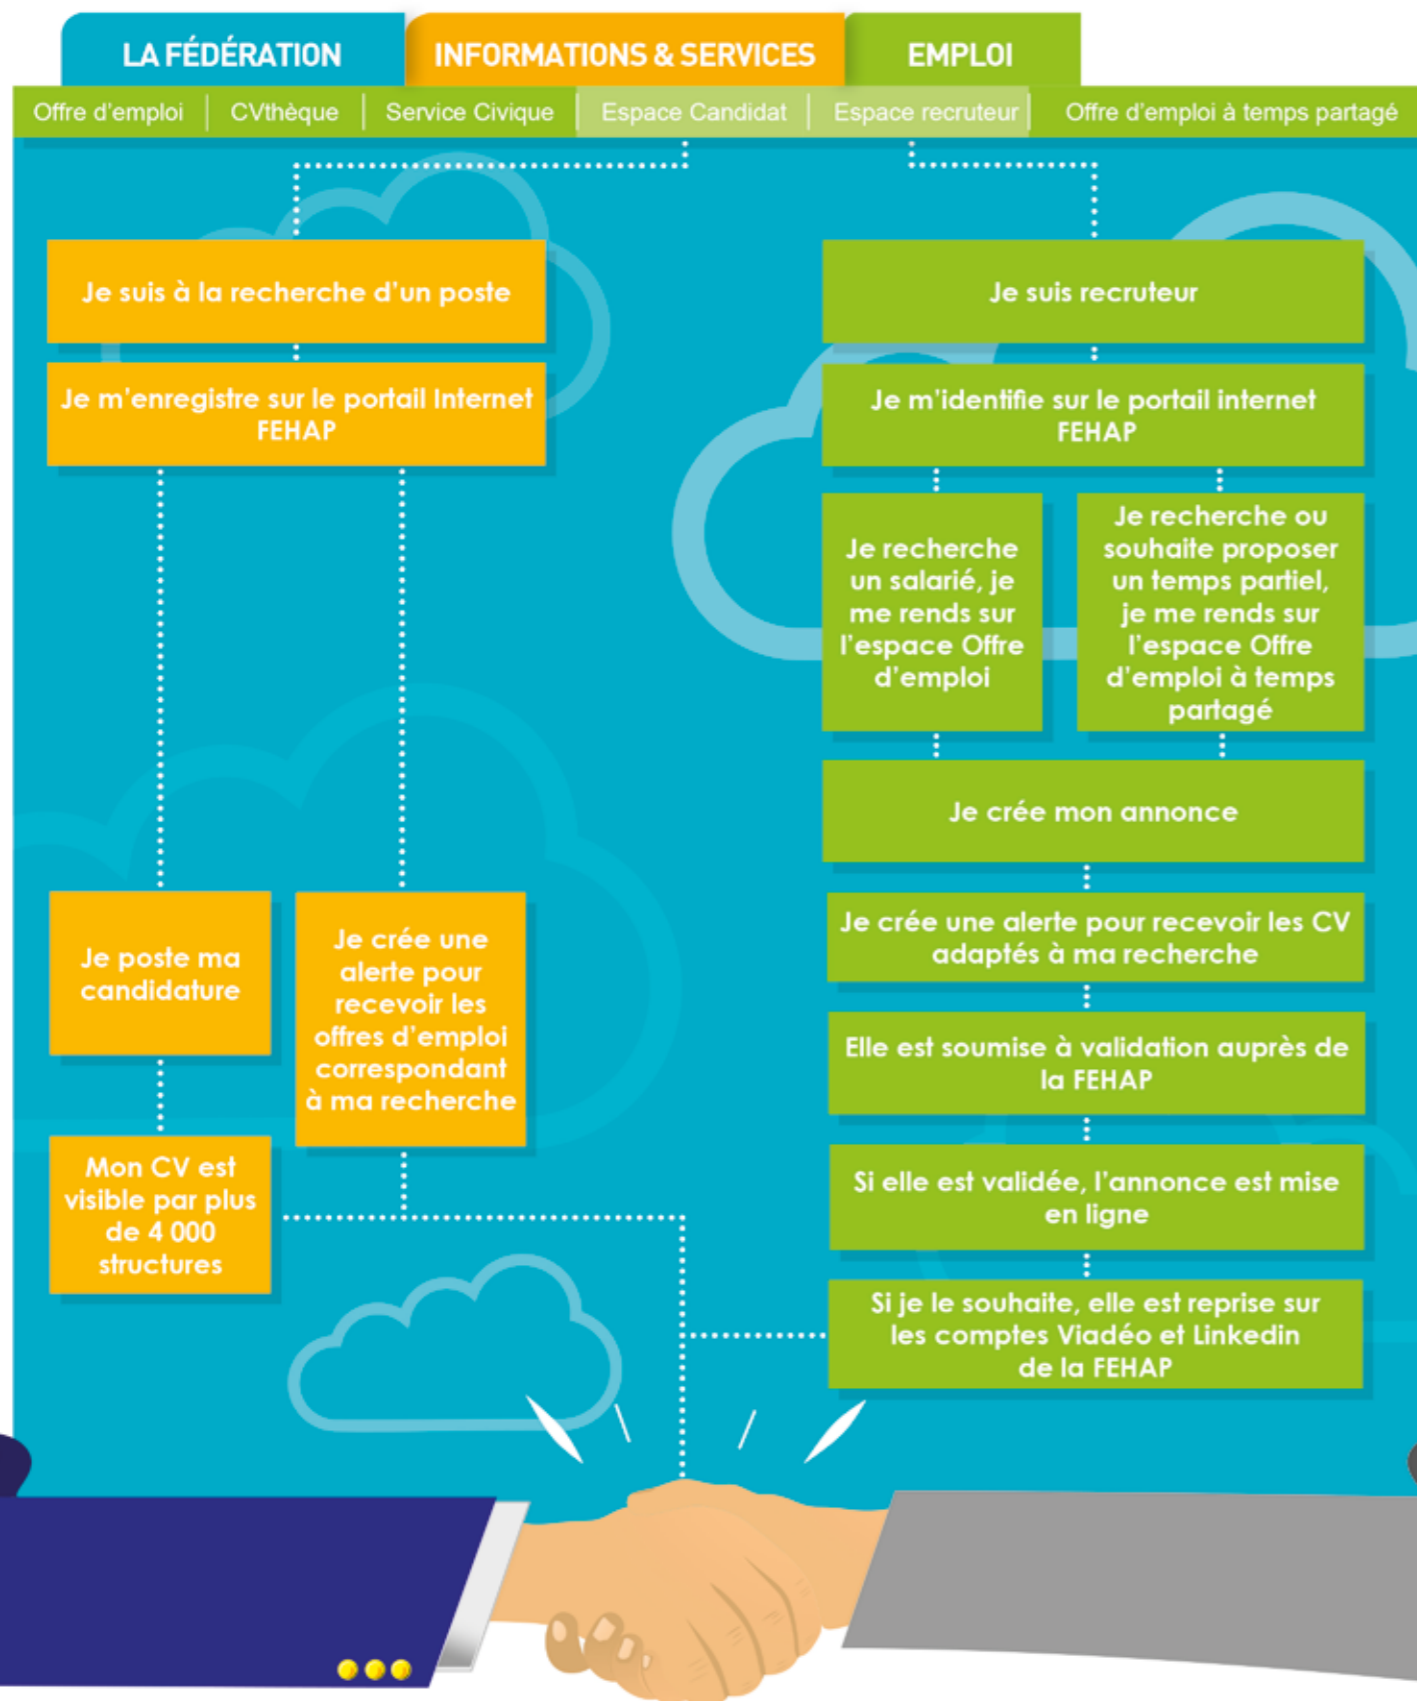 LA FÉDÉRATION
INFORMATIONS & SERVICES
EMPLOI
Offre d'emploi
CVthèque
Service Civique
Espace Candidat
Espace recruteur
Offre d'emploi à temps partagé
Je suis à la recherche d'un poste
Je m'enregistre sur le portail Internet
FEHAP
Je poste ma
candidature
Mon CV est
visible par plus
de 4 000
structures
Je crée une
alerte pour
recevoir les
offres d'emploi
correspondant
à ma recherche
Je suis recruteur
Je m'identifie sur le portail internet
FEHAP
Je recherche
un salarié, je
me rends sur
l'espace Offre
d'emploi
Je recherche ou
souhaite proposer
un temps partiel,
je me rends sur
l'espace Offre
d'emploi à temps
partagé
Je crée mon annonce
Je crée une alerte pour recevoir les CV
adaptés à ma recherche
Elle est soumise à validation auprès de
la FEHAP
Si elle est validée, l'annonce est mise
en ligne
Si je le souhaite, elle est reprise sur
les comptes Viadéo et Linkedin
de la FEHAP